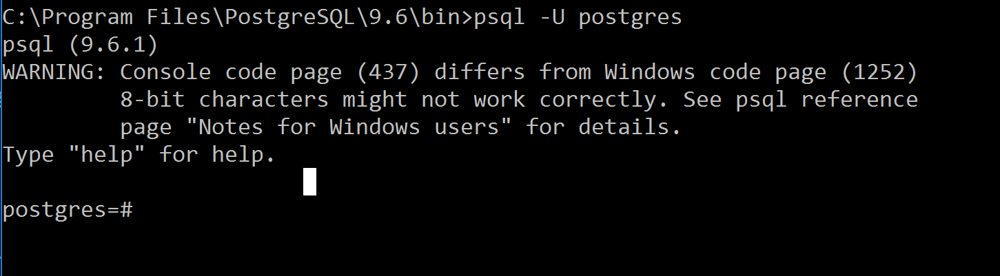 C:\Program Files\PostgreSQL\9.6\bin>psql -U postgres
psql (9.6.1)
WARNING: Console code page (437) differs from Windows code page (1252)
8-bit characters might not work correctly. See psql reference
page "Notes for Windows users" for details.
Type "help" for help.
postgres=#